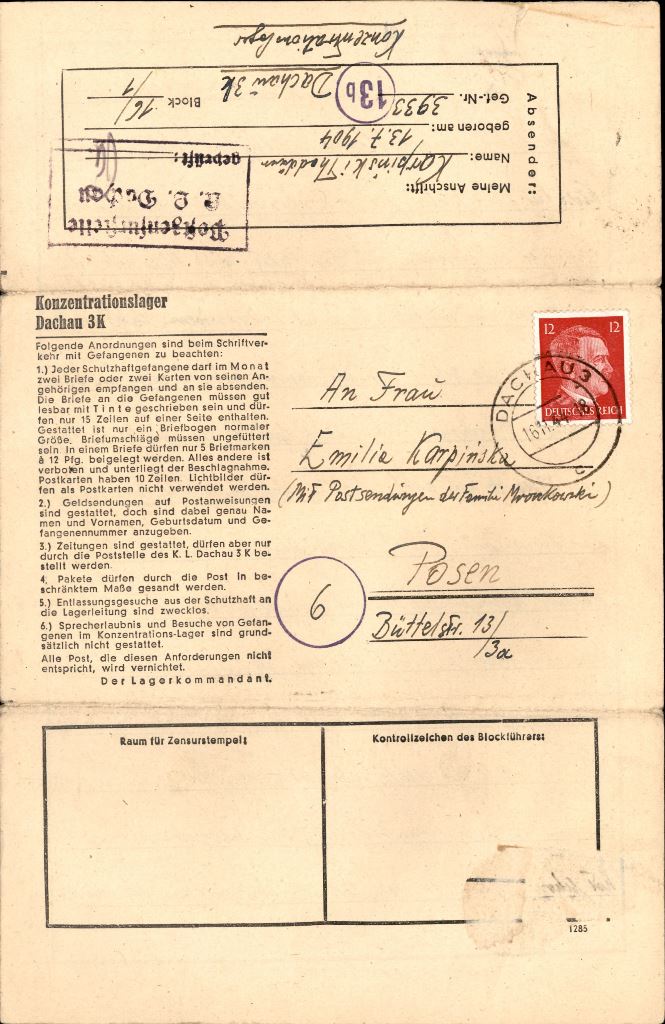 Absender:
Meine Anschrift:
Name: Karpiński Thaddäus
geboren am: 13.7.1904
Gef.-Nr. 3933 Block 16/1
Dachau 3k
Konzentrationslager
13b
Postzensurstelle
K. L. Dachau
geprüft:
Konzentrationslager
Dachau 3K
Folgende Anordnungen sind beim Schriftver-
kehr mit Gefangenen zu beachten:
1.) Jeder Schutzhaftgefangene darf im Monat
zwei Briefe oder zwei Karten von seinen An-
gehörigen empfangen und an sie absenden.
Die Briefe an die Gefangenen müssen gut
lesbar mit Tinte geschrieben sein und dür-
fen nur 15 Zeilen auf einer Seite enthalten.
Gestattet ist nur ein Briefbogen normaler
Größe. Briefumschläge müssen ungefüttert
sein. In einem Briefe dürfen nur 5 Briefmarken
à 12 Pfg. beigelegt werden. Alles andere ist
verboten und unterliegt der Beschlagnahme.
Postkarten haben 10 Zeilen. Lichtbilder dür-
fen als Postkarten nicht verwendet werden.
2.) Geldsendungen auf Postanweisungen
sind gestattet, doch sind dabei genau Na-
men und Vornamen, Geburtsdatum und Ge-
fangenennummer anzugeben.
3.) Zeitungen sind gestattet, dürfen aber nur
durch die Poststelle des K. L. Dachau 3 K be-
stellt werden.
4. Pakete dürfen durch die Post in be-
schränktem Maße gesandt werden.
5.) Entlassungsgesuche aus der Schutzhaft an
die Lagerleitung sind zwecklos.
6.) Sprecherlaubnis und Besuche von Gefan-
genen im Konzentrations-Lager sind grund-
sätzlich nicht gestattet.
Alle Post, die diesen Anforderungen nicht
entspricht, wird vernichtet.
Der Lagerkommandant.
12 12
DEUTSCHES REICH
DACHAU 3
16.11.44
c
An Frau
Emilia Karpińska
(Mit Postsendungen der Familie Mronkowski)
Posen
6
Büttelstr. 13/
/3a
Raum für Zensurstempel:
Kontrollzeichen des Blockführers:
1285